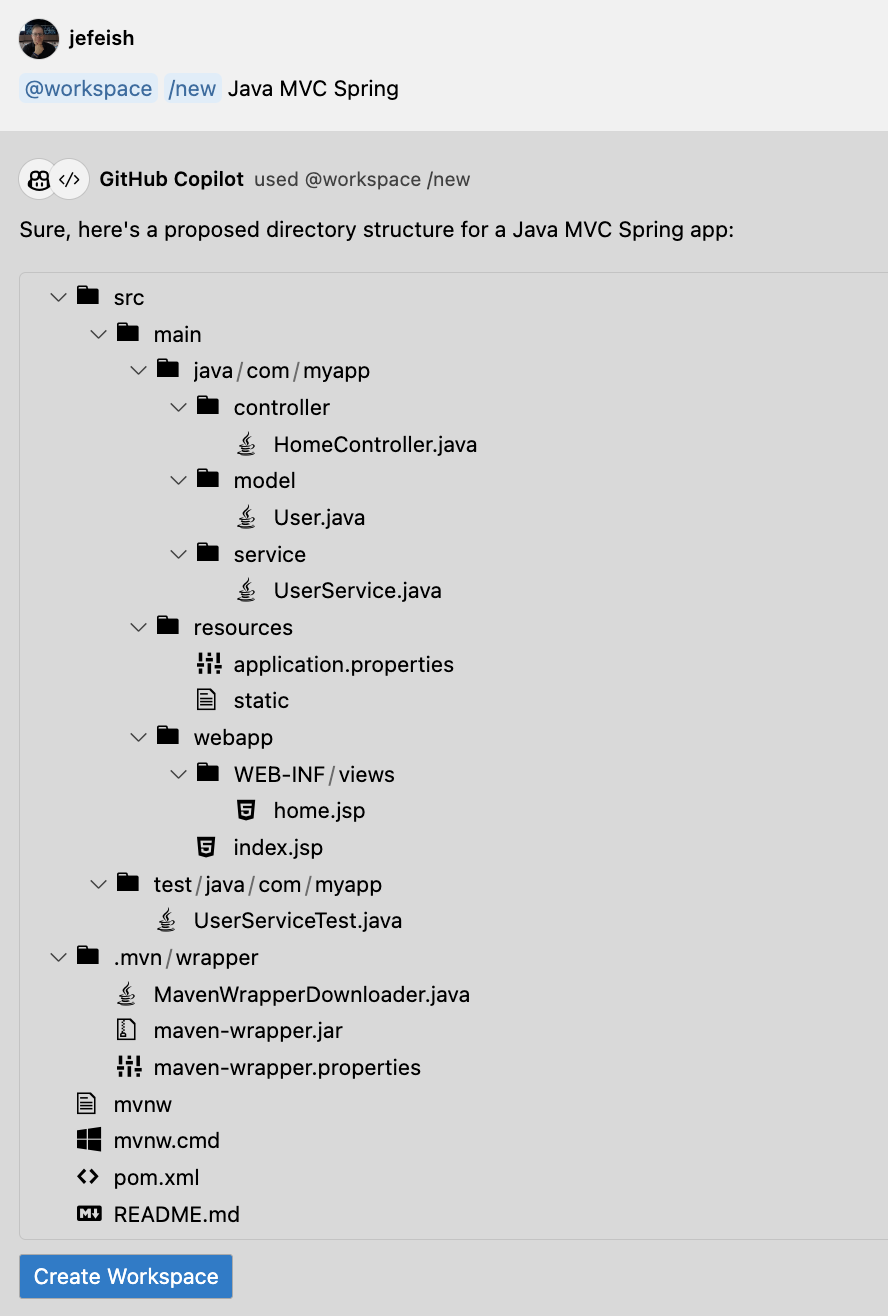 jefeish
@workspace /new Java MVC Spring
GitHub Copilot used @workspace /new
Sure, here's a proposed directory structure for a Java MVC Spring app:
src
main
java/com/myapp
controller
HomeController.java
model
User.java
service
UserService.java
resources
application.properties
static
webapp
WEB-INF/views
home.jsp
index.jsp
test/java/com/myapp
UserServiceTest.java
.mvn/wrapper
MavenWrapperDownloader.java
maven-wrapper.jar
maven-wrapper.properties
mvnw
mvnw.cmd
pom.xml
README.md
Create Workspace